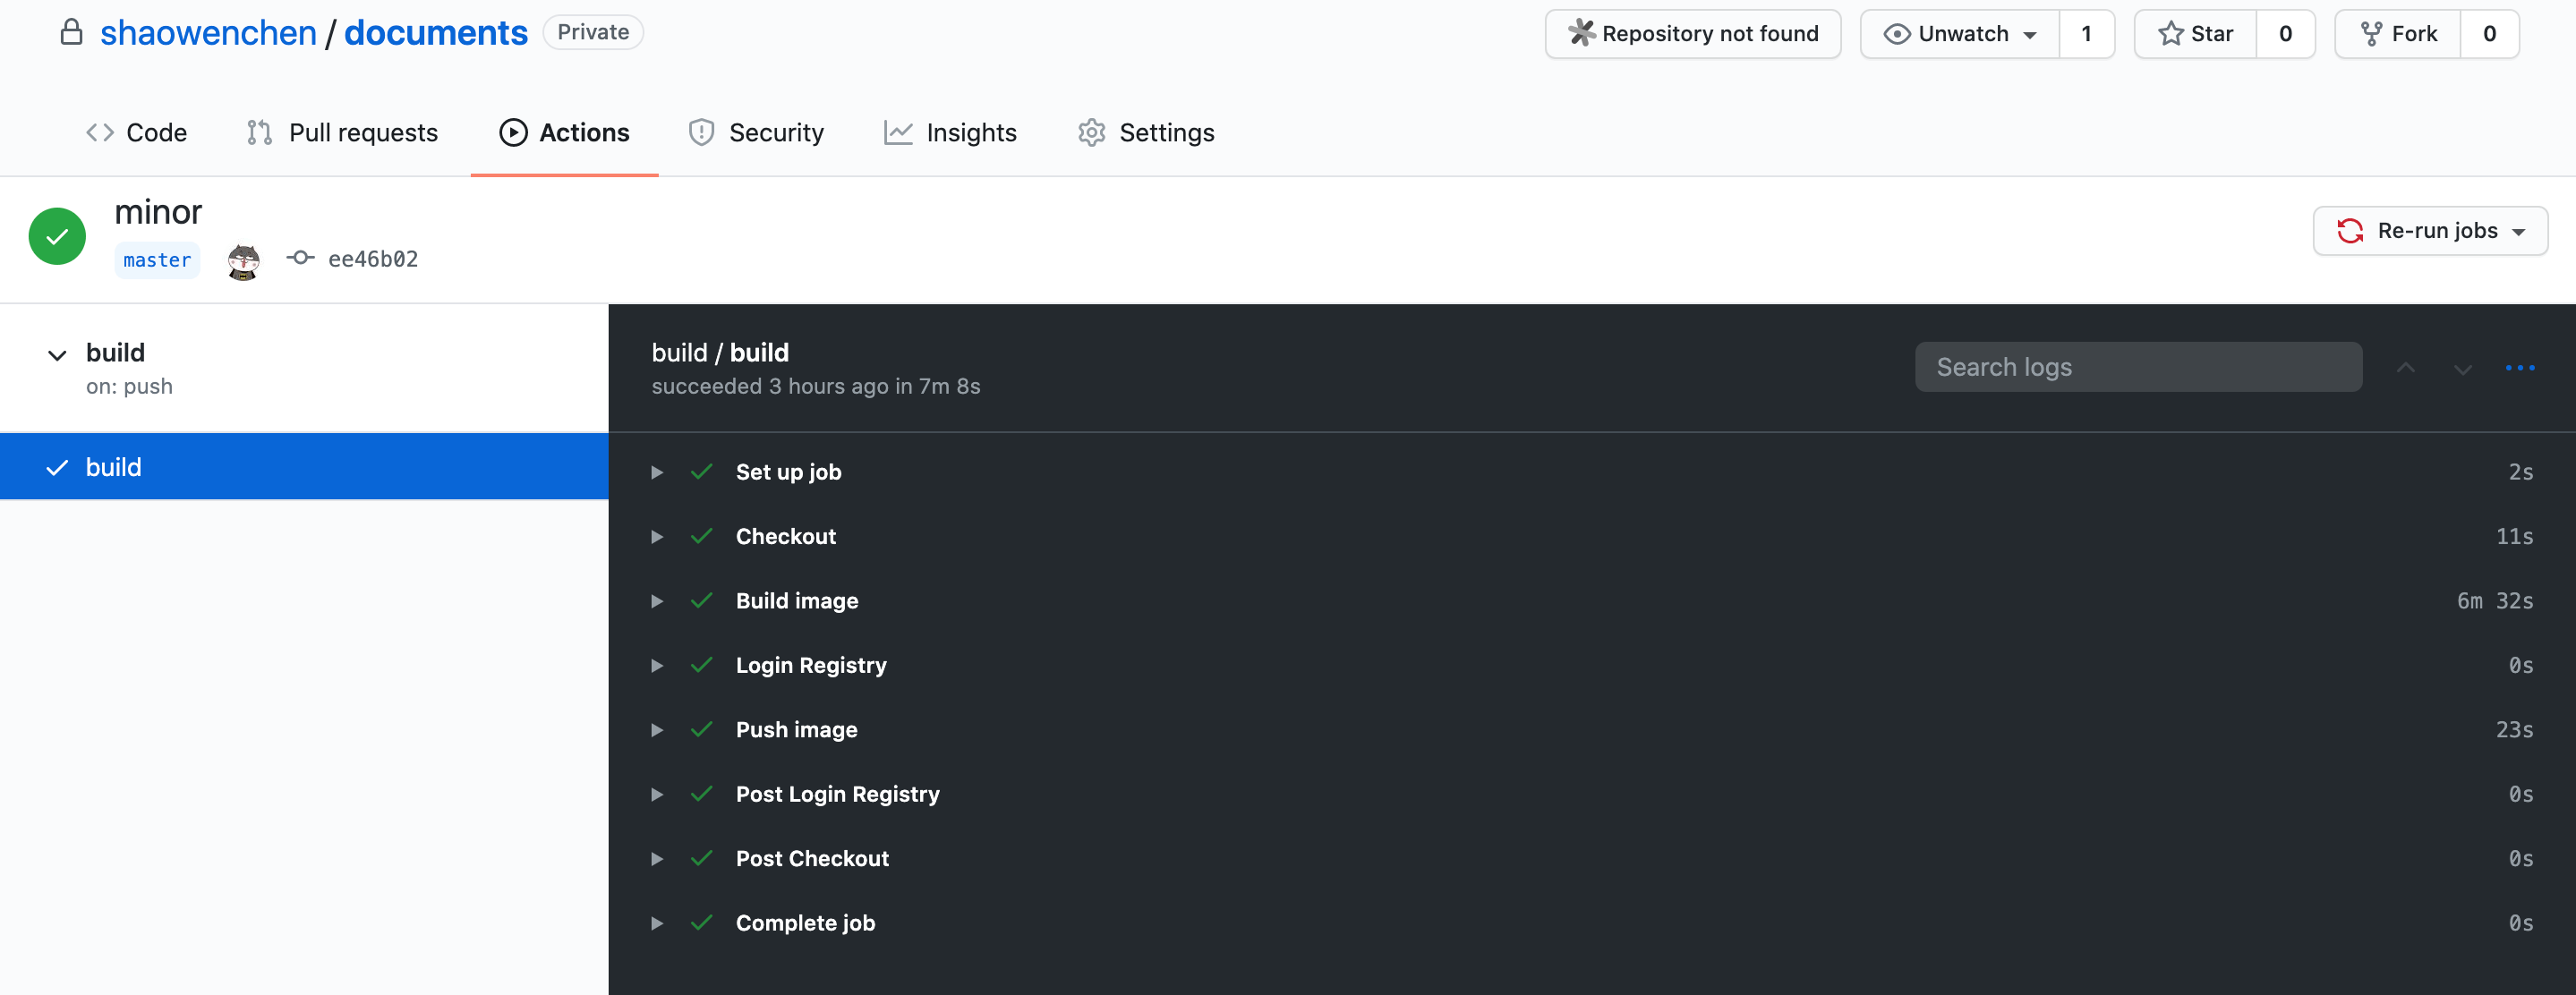 shaowenchen / documents Private Repository not found Unwatch 1 Star 0 Fork 0
Code Pull requests Actions Security Insights Settings
minor
master ee46b02 Re-run jobs
build
on: push
build
build / build
succeeded 3 hours ago in 7m 8s
Search logs
Set up job 2s
Checkout 11s
Build image 6m 32s
Login Registry 0s
Push image 23s
Post Login Registry 0s
Post Checkout 0s
Complete job 0s